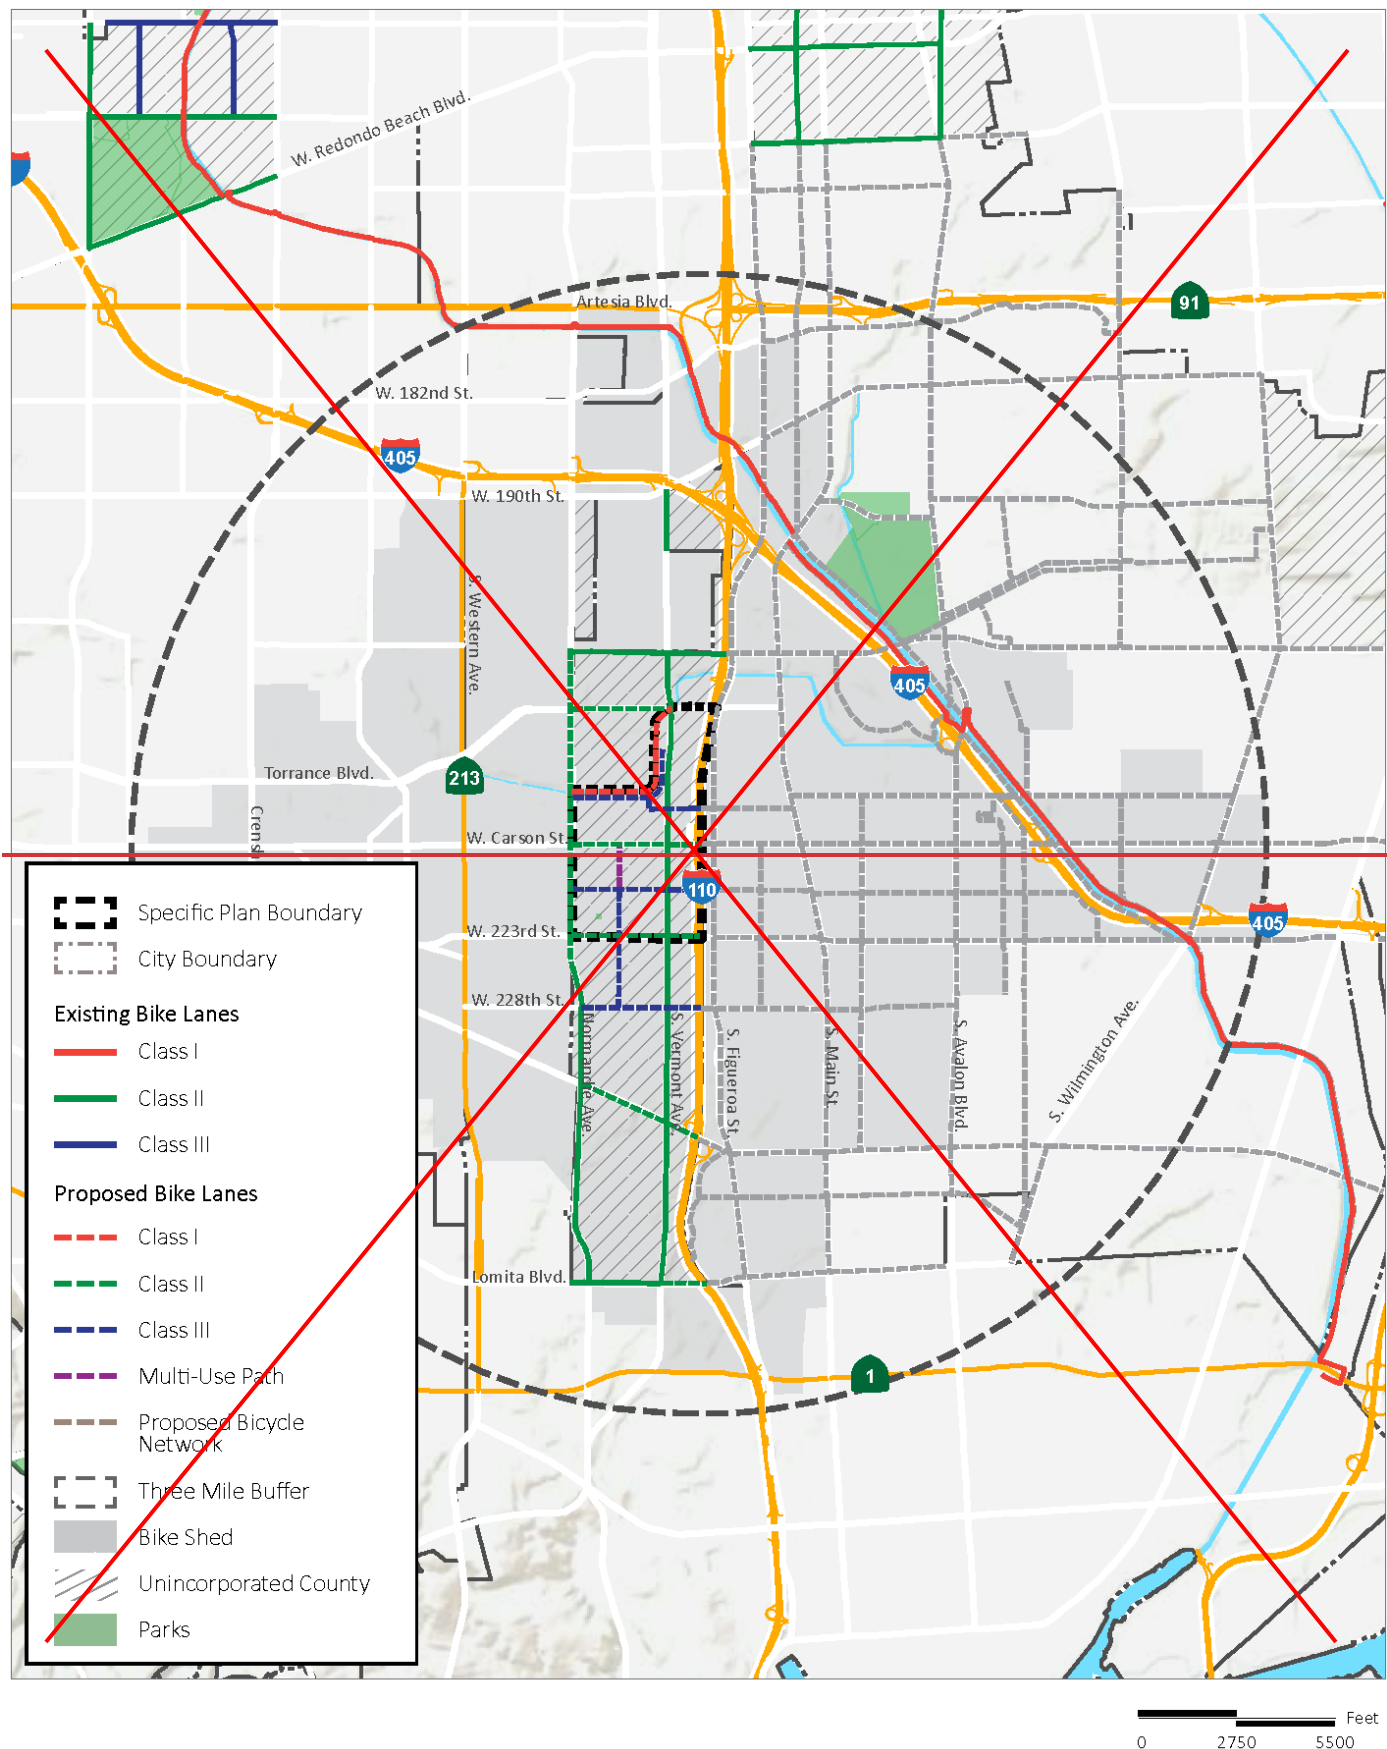 W. Redondo Beach Blvd.
Artesia Blvd.
91
W. 182nd St.
405
W. 190th St.
S. Western Ave.
405
Torrance Blvd.
213
W. Carson St.
110
W. 223rd St.
405
W. 228th St.
Normandie Ave.
S. Vermont Ave.
S. Figueroa St.
S. Main St.
S. Avalon Blvd.
S. Wilmington Ave.
Lomita Blvd.
1
Specific Plan Boundary
City Boundary
Existing Bike Lanes
Class I
Class II
Class III
Proposed Bike Lanes
Class I
Class II
Class III
Multi-Use Path
Proposed Bicycle
Network
Three Mile Buffer
Bike Shed
Unincorporated County
Parks
Feet
0 2750 5500